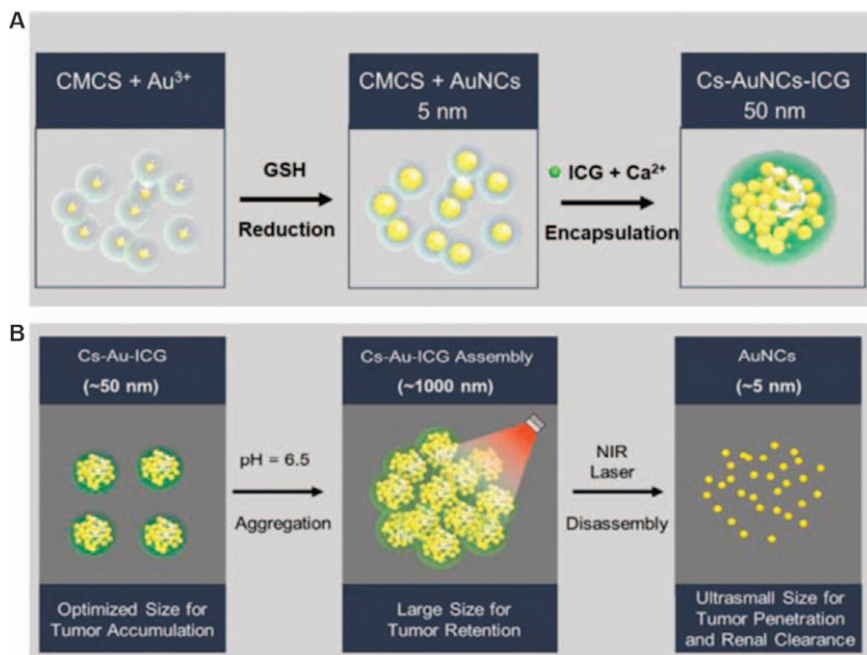 A
CMCS + Au³⁺
GSH
Reduction
CMCS + AuNCs
5 nm
ICG + Ca²⁺
Encapsulation
Cs-AuNCs-ICG
50 nm
B
Cs-Au-ICG
(~50 nm)
Optimized Size for
Tumor Accumulation
pH = 6.5
Aggregation
Cs-Au-ICG Assembly
(~1000 nm)
Large Size for
Tumor Retention
NIR
Laser
Disassembly
AuNCs
(~5 nm)
Ultrasmall Size for
Tumor Penetration
and Renal Clearance